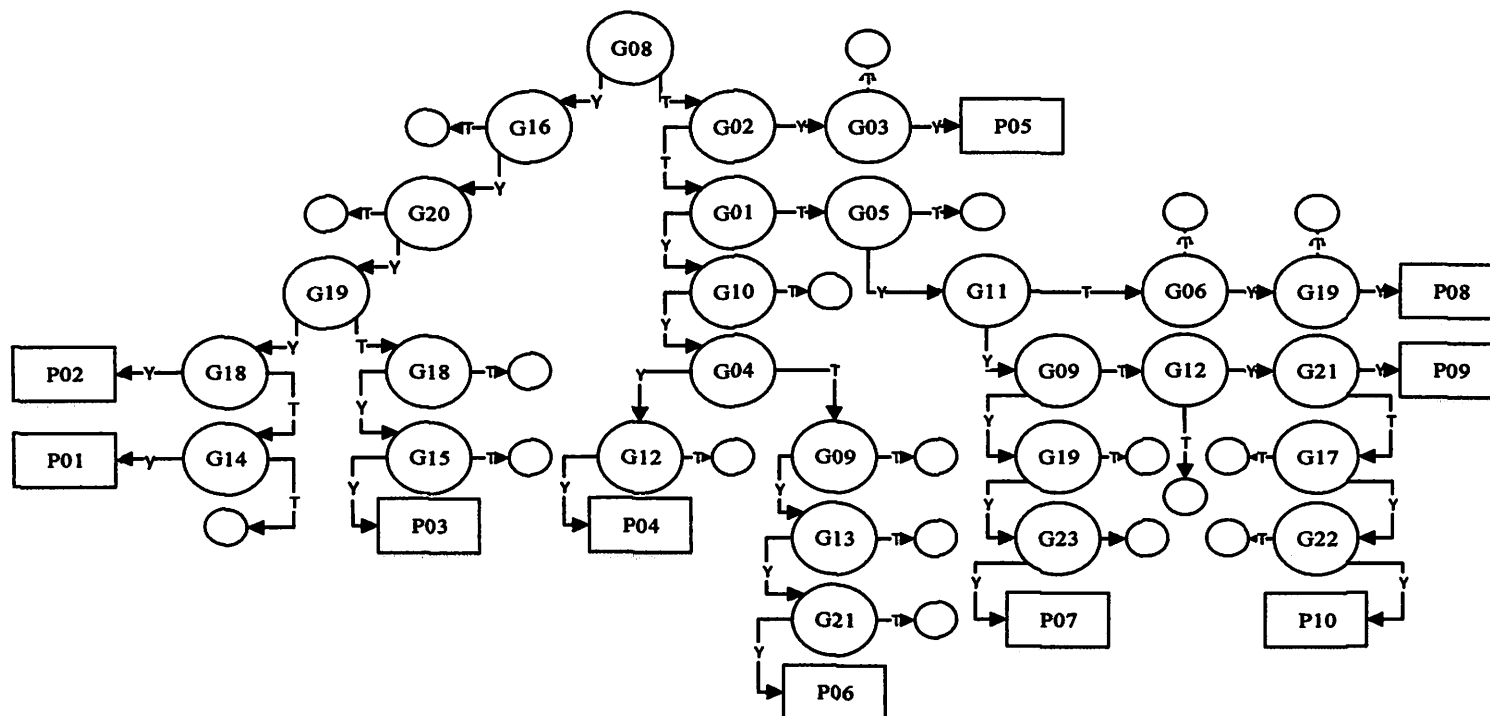 G08
Y T T
G16 T G02 Y G03 Y P05
Y T
G20 T G01 T G05 T T T
Y Y
G19 G10 T Y G11 T G06 Y G19 Y P08
Y T Y Y
P02 Y G18 G18 T G04 G09 T G12 Y G21 Y P09
T Y Y T Y T T
P01 y G14 G15 T G12 T G09 T G19 T T G17
T Y Y Y Y Y
P03 P04 G13 T G23 T G22
Y Y Y
G21 T P07 P10
Y
P06